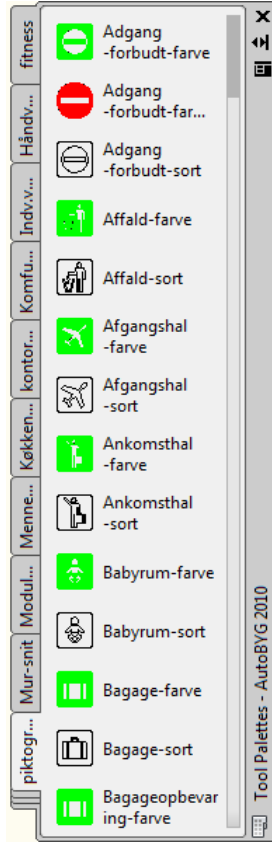 fitness
Håndv...
Indv.v...
Komfu...
kontor...
Køkken...
Menne...
Modul...
Mur-snit
piktogr...
Adgang
-forbudt-farve
Adgang
-forbudt-far...
Adgang
-forbudt-sort
Affald-farve
Affald-sort
Afgangshal
-farve
Afgangshal
-sort
Ankomsthal
-farve
Ankomsthal
-sort
Babyrum-farve
Babyrum-sort
Bagage-farve
Bagage-sort
Bagageopbevar
ing-farve
Tool Palettes - AutoBYG 2010